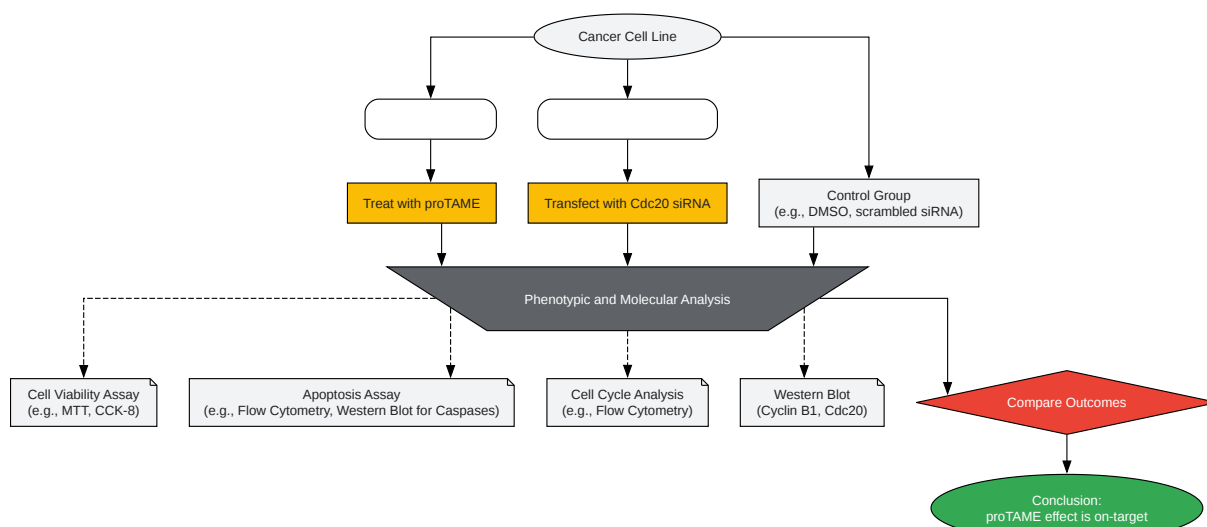 Cancer Cell Line
Treat with proTAME
Transfect with Cdc20 siRNA
Control Group
(e.g., DMSO, scrambled siRNA)
Phenotypic and Molecular Analysis
Cell Viability Assay
(e.g., MTT, CCK-8)
Apoptosis Assay
(e.g., Flow Cytometry, Western Blot for Caspases)
Cell Cycle Analysis
(e.g., Flow Cytometry)
Western Blot
(Cyclin B1, Cdc20)
Compare Outcomes
Conclusion:
proTAME effect is on-target